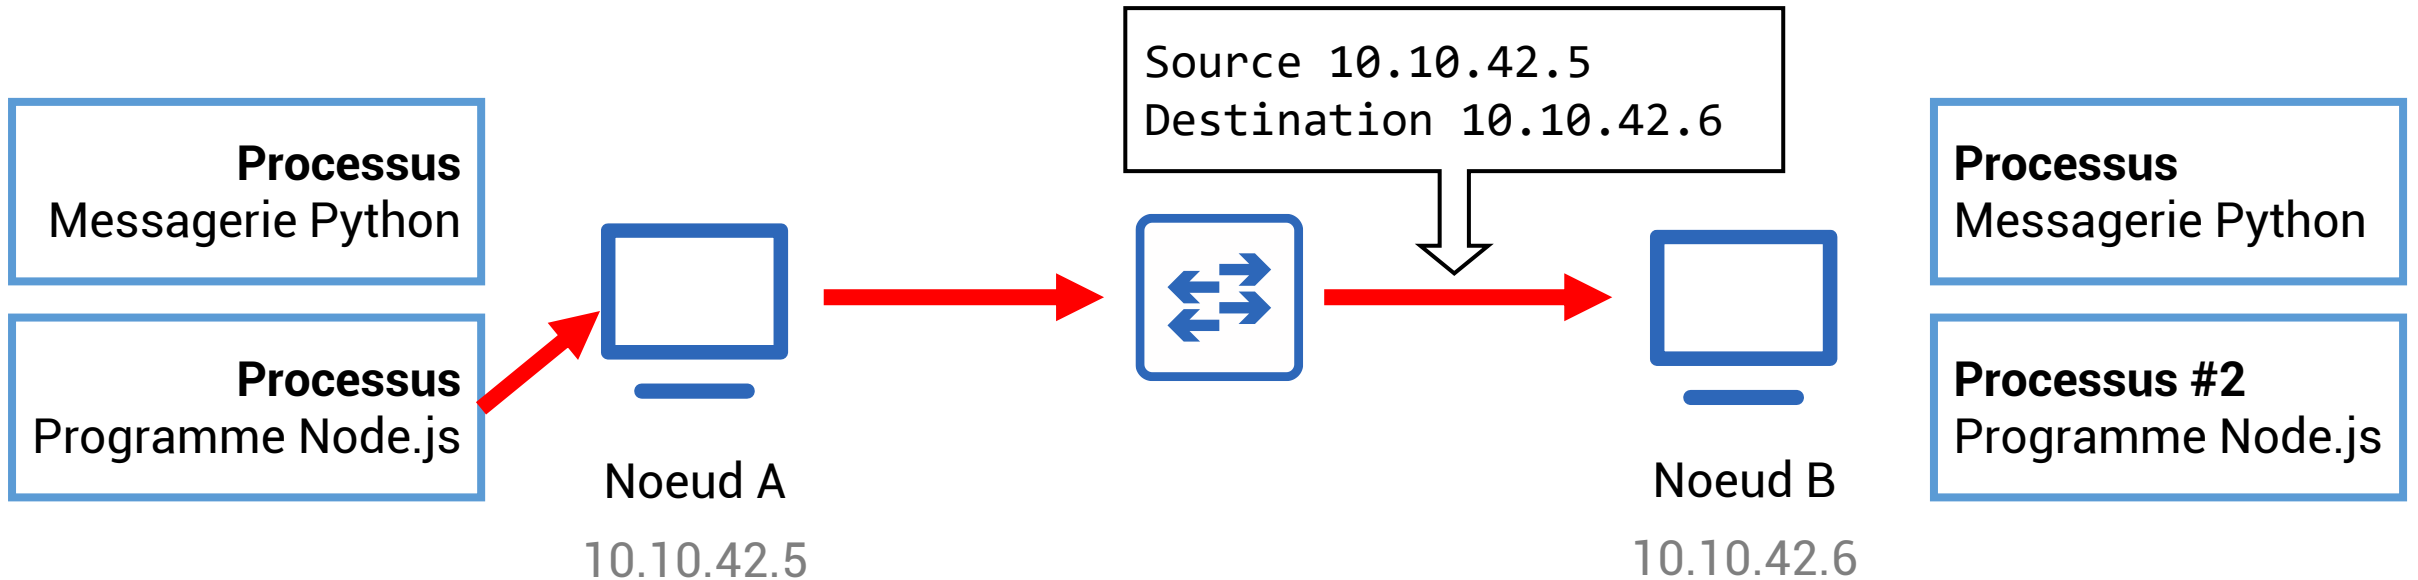 Source 10.10.42.5
Destination 10.10.42.6
Processus
Messagerie Python
Processus
Programme Node.js
Noeud A
10.10.42.5
Processus
Messagerie Python
Processus #2
Programme Node.js
Noeud B
10.10.42.6